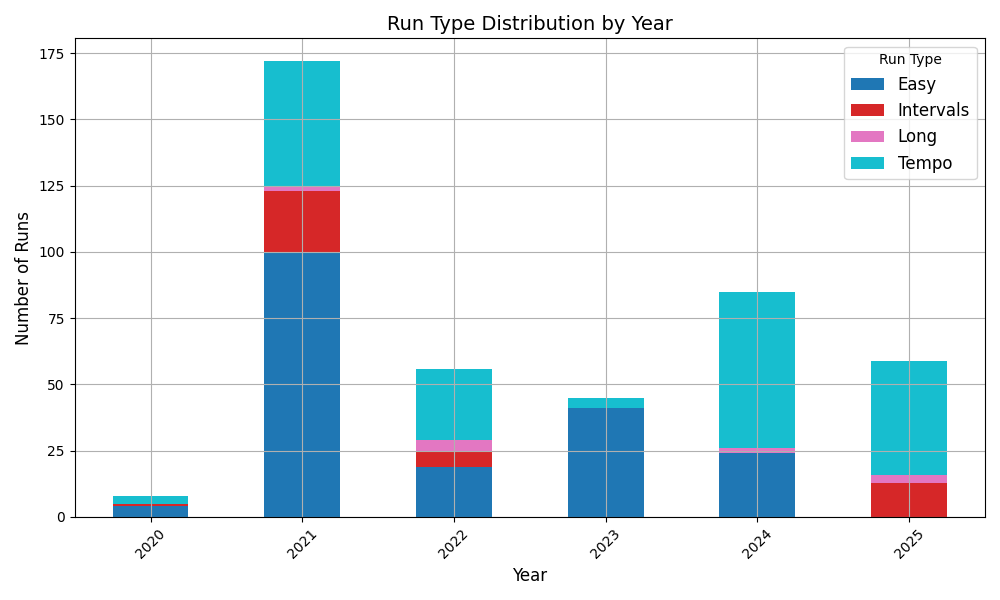 Run Type Distribution by Year
Number of Runs
175
150
125
100
75
50
25
0
Run Type
Easy
Intervals
Long
Tempo
2020
2021
2022
2023
2024
2025
Year